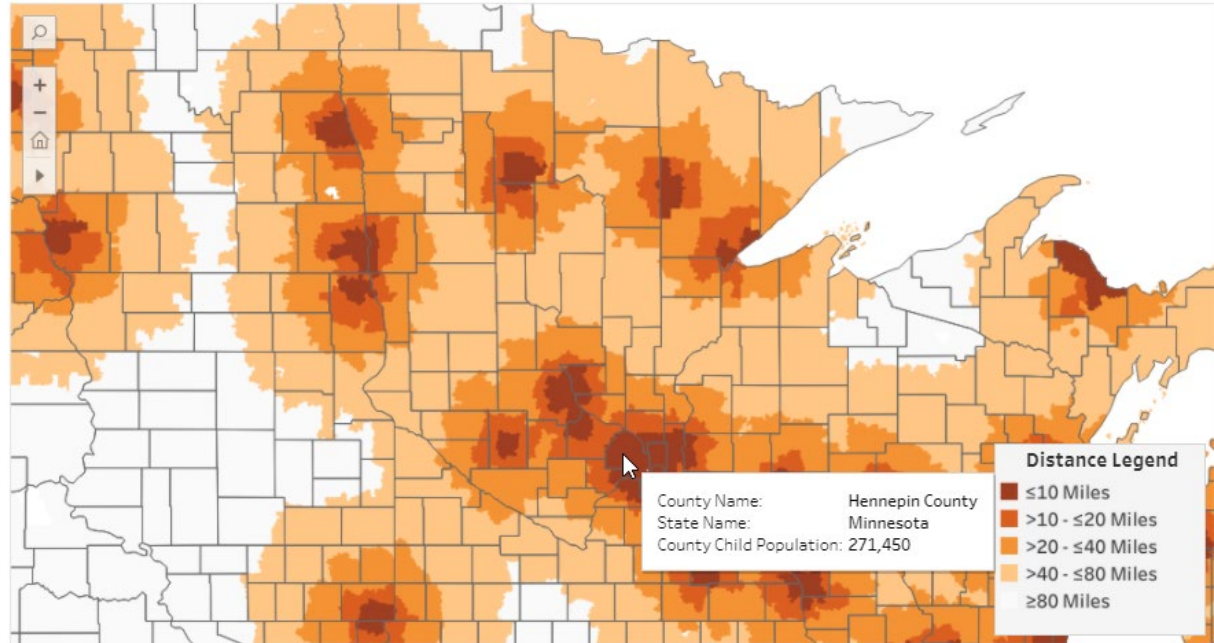 County Name: Hennepin County
State Name: Minnesota
County Child Population: 271,450
Distance Legend
≤10 Miles
>10 - ≤20 Miles
>20 - ≤40 Miles
>40 - ≤80 Miles
≥80 Miles